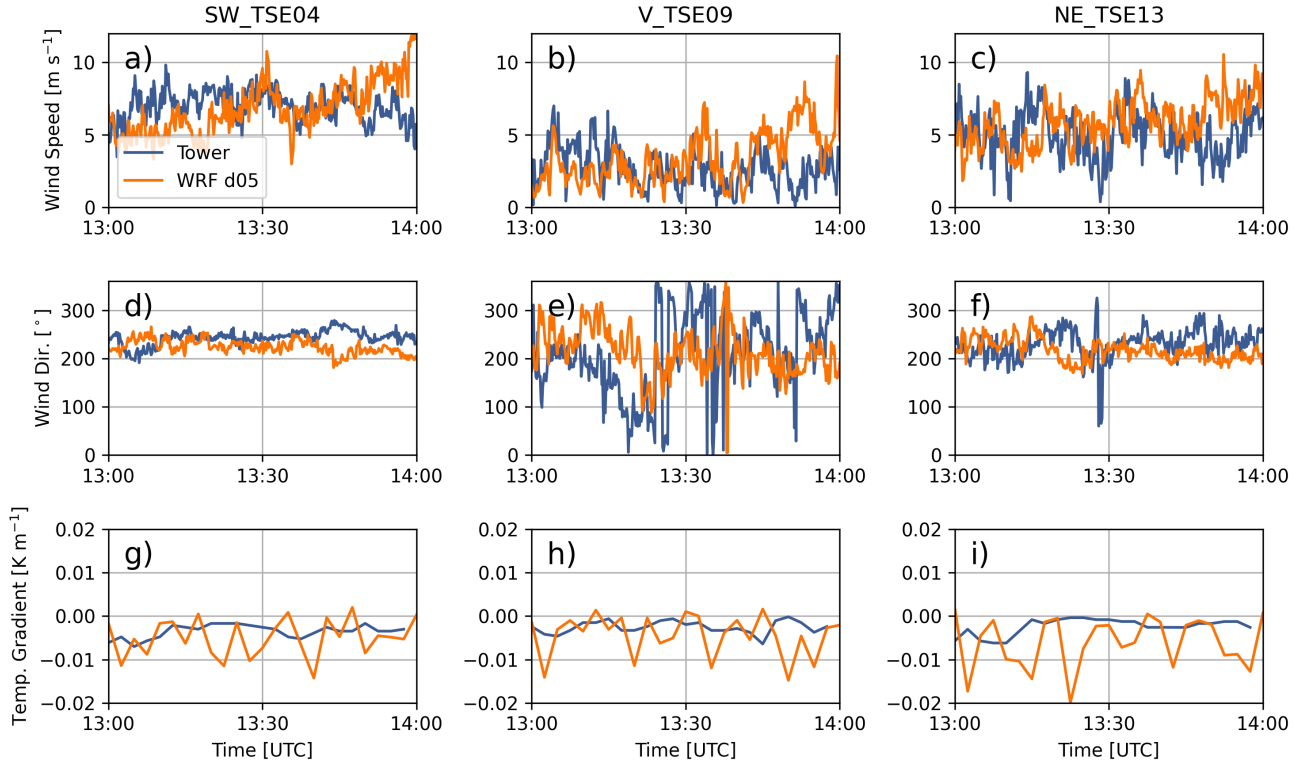 SW_TSE04 V_TSE09 NE_TSE13
Wind Speed [m s⁻¹]
a) b) c)
10 5 0
10 5 0
10 5 0
Tower
WRF d05
13:00 13:30 14:00
13:00 13:30 14:00
13:00 13:30 14:00
Wind Dir. [°]
d) e) f)
300 200 100 0
300 200 100 0
300 200 100 0
13:00 13:30 14:00
13:00 13:30 14:00
13:00 13:30 14:00
Temp. Gradient [K m⁻¹]
g) h) i)
0.02 0.01 0.00 −0.01 −0.02
0.02 0.01 0.00 −0.01 −0.02
0.02 0.01 0.00 −0.01 −0.02
13:00 13:30 14:00
13:00 13:30 14:00
13:00 13:30 14:00
Time [UTC] Time [UTC] Time [UTC]